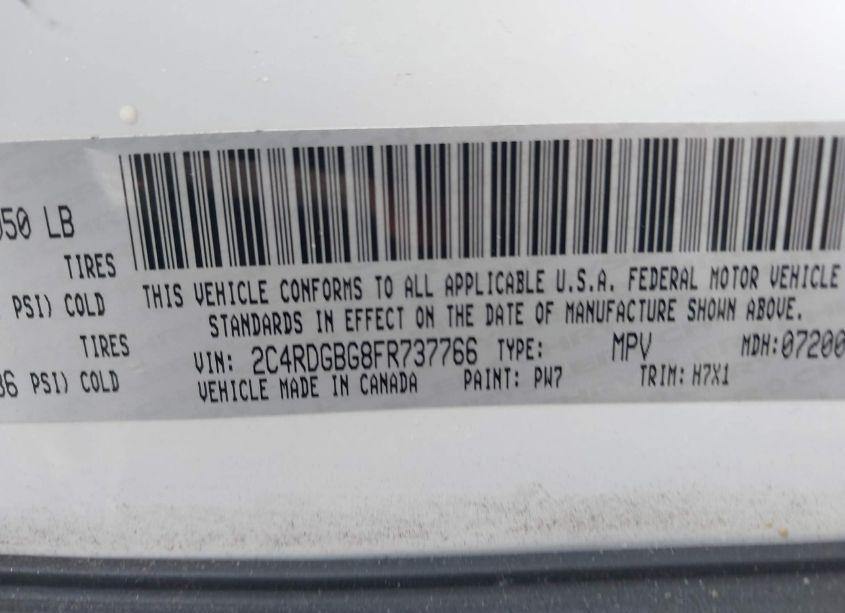 50 LB
TIRES
PSI) COLD
TIRES
36 PSI) COLD
THIS VEHICLE CONFORMS TO ALL APPLICABLE U.S.A. FEDERAL MOTOR VEHICLE
STANDARDS IN EFFECT ON THE DATE OF MANUFACTURE SHOWN ABOVE.
VIN: 2C4RDGBG8FR737766 TYPE: MPV MDH:07200
VEHICLE MADE IN CANADA PAINT: PW7 TRIM: H7X1